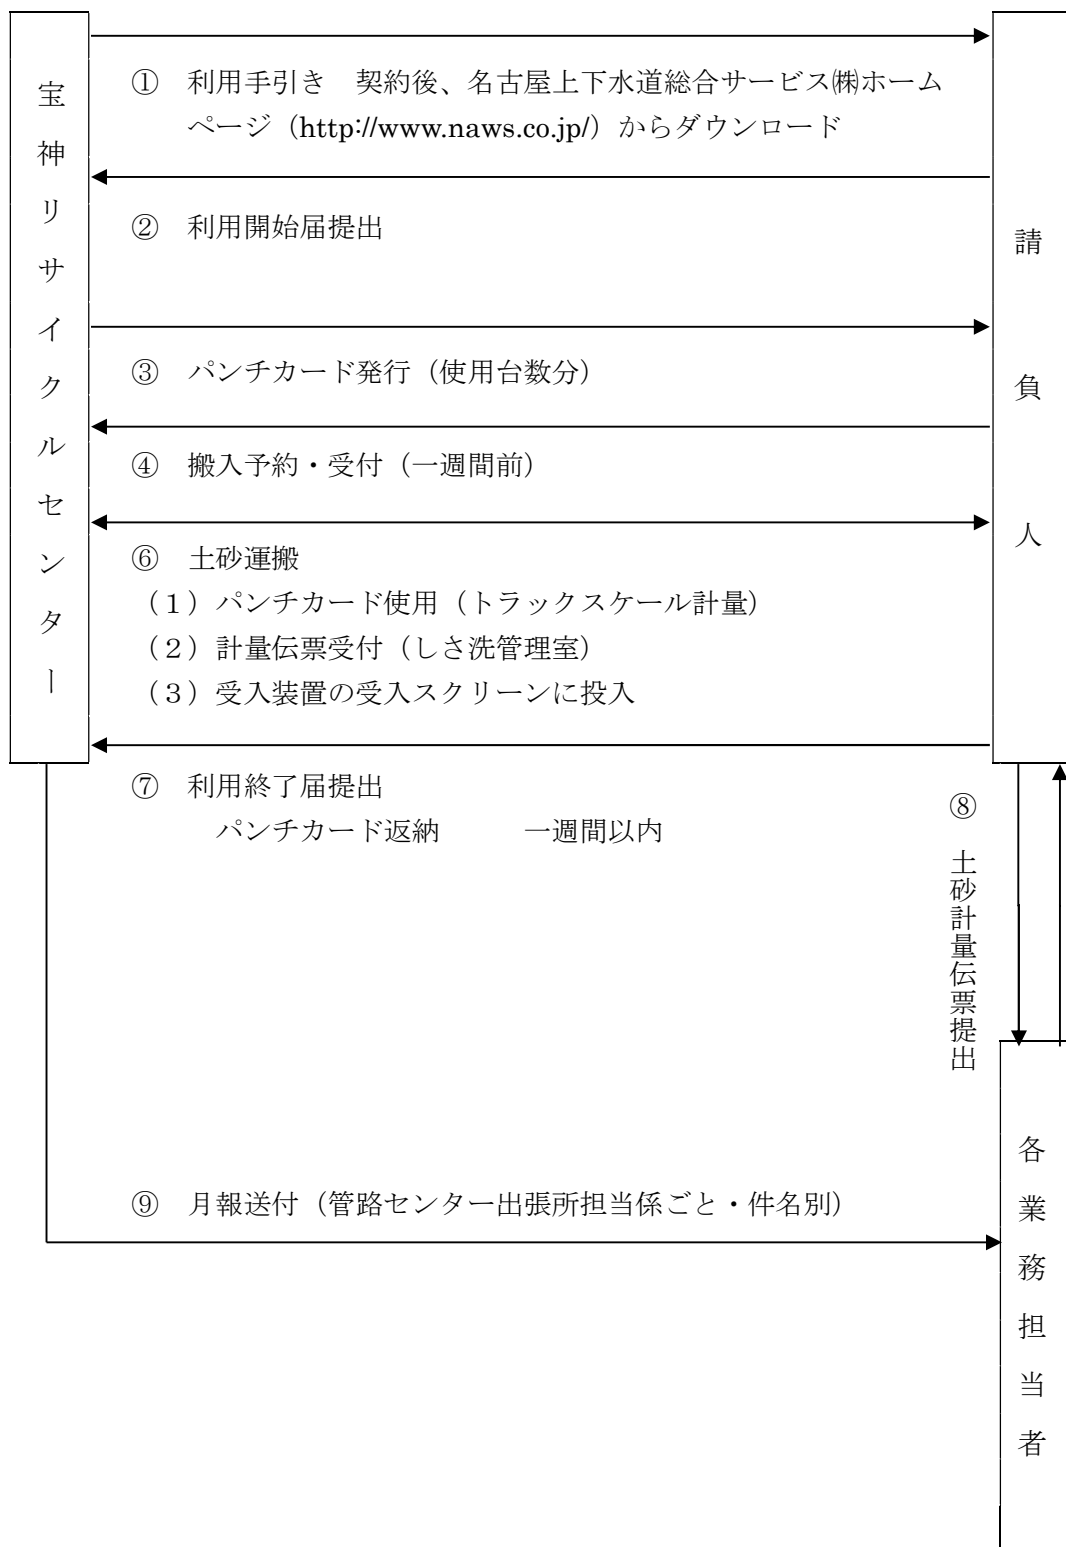 宝神リサイクルセンター
① 利用手引き 契約後、名古屋上下水道総合サービス㈱ホーム
ページ(http://www.naws.co.jp/)からダウンロード
② 利用開始届提出
③ パンチカード発行(使用台数分)
④ 搬入予約・受付(一週間前)
⑥ 土砂運搬
(1)パンチカード使用(トラックスケール計量)
(2)計量伝票受付(しさ洗管理室)
(3)受入装置の受入スクリーンに投入
⑦ 利用終了届提出
パンチカード返納 一週間以内
請負人
⑧ 土砂計量伝票提出
⑨ 月報送付(管路センター出張所担当係ごと・件名別)
各業務担当者